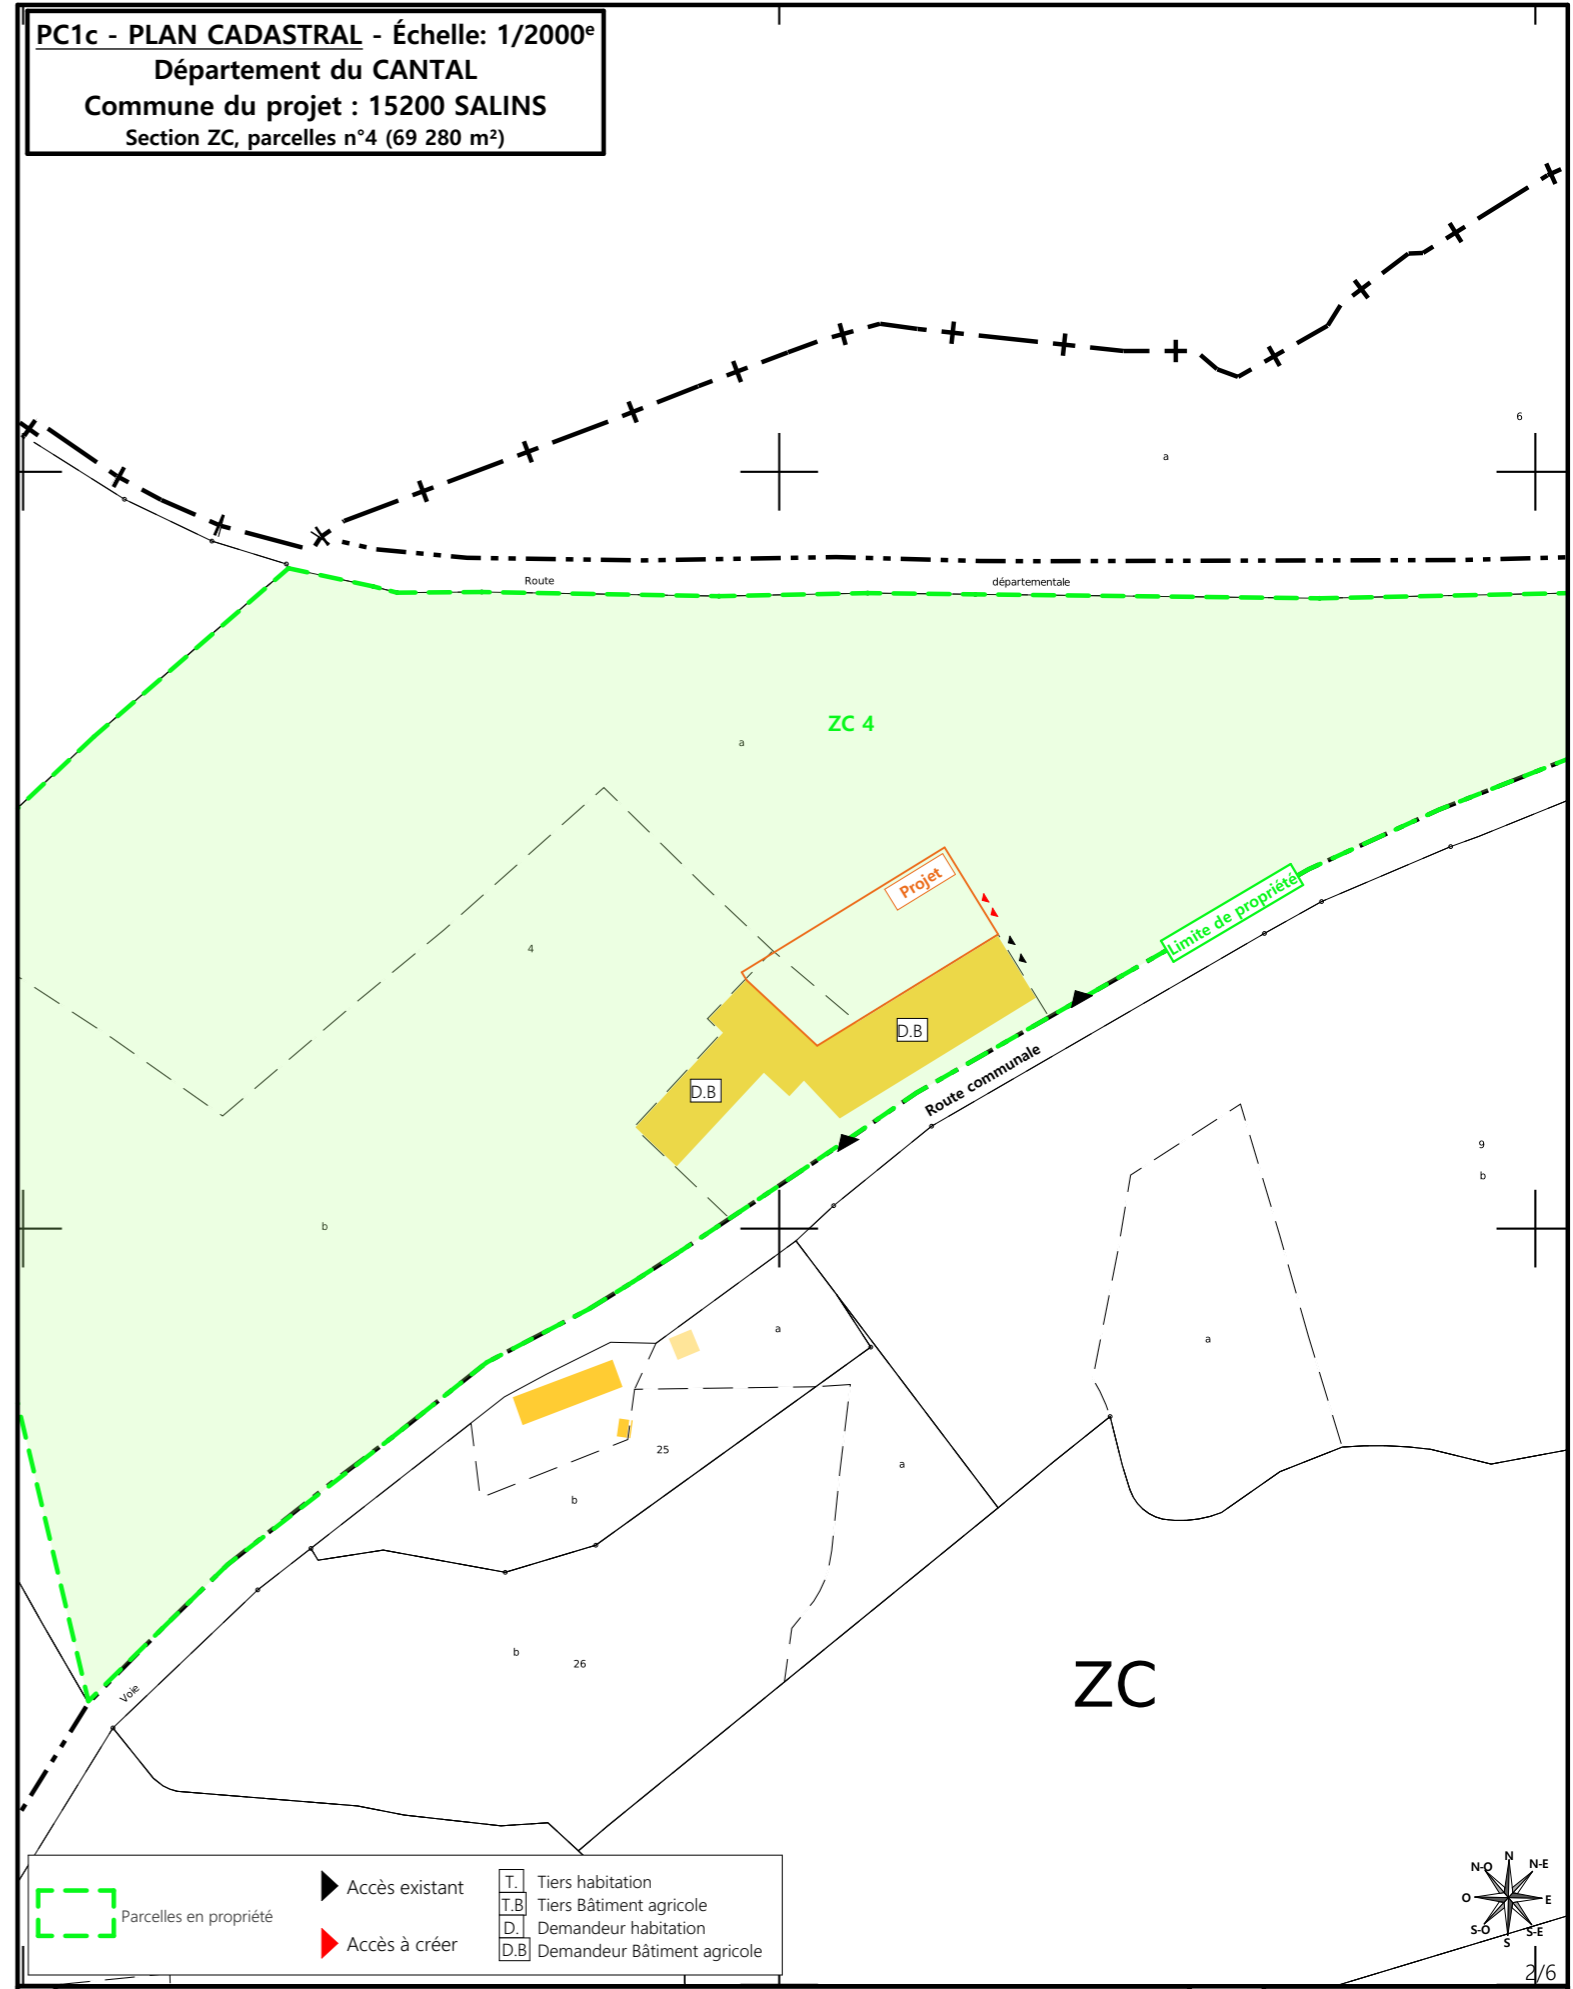 PC1c - PLAN CADASTRAL - Échelle: 1/2000ᵉ
Département du CANTAL
Commune du projet : 15200 SALINS
Section ZC, parcelles n°4 (69 280 m²)
6
a
Route
départementale
ZC 4
a
Projet
Limite de propriété
4
D.B
D.B
Route communale
9
b
b
a
a
25
a
b
b
26
ZC
Voie
Parcelles en propriété
Accès existant
Accès à créer
T. Tiers habitation
T.B Tiers Bâtiment agricole
D. Demandeur habitation
D.B Demandeur Bâtiment agricole
N
N-O
N-E
O
E
S-O
S-E
S
2/6